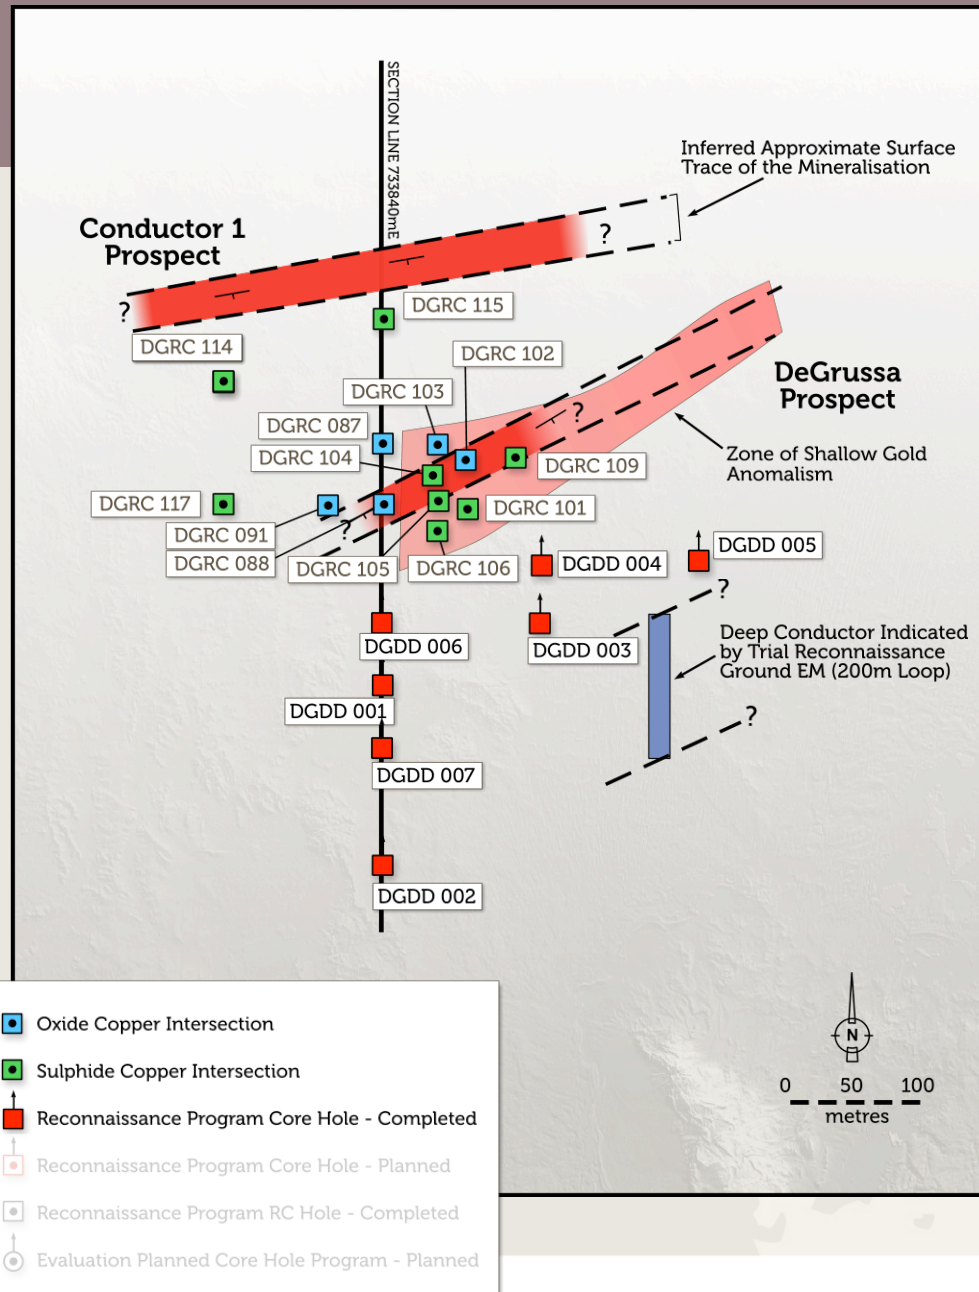 SECTION LINE 733840mE
Inferred Approximate Surface
Trace of the Mineralisation
Conductor 1
Prospect
?
?
DGRC 115
DGRC 114
DGRC 102
DGRC 103
DeGrussa
Prospect
?
DGRC 087
DGRC 104
Zone of Shallow Gold
Anomalism
DGRC 109
DGRC 117
DGRC 101
DGRC 091
?
DGRC 088
DGRC 105
DGRC 106
DGDD 004
DGDD 005
?
DGDD 006
DGDD 003
Deep Conductor Indicated
by Trial Reconnaissance
Ground EM (200m Loop)
DGDD 001
?
DGDD 007
DGDD 002
Oxide Copper Intersection
Sulphide Copper Intersection
Reconnaissance Program Core Hole - Completed
Reconnaissance Program Core Hole - Planned
Reconnaissance Program RC Hole - Completed
Evaluation Planned Core Hole Program - Planned
N
0 50 100
metres